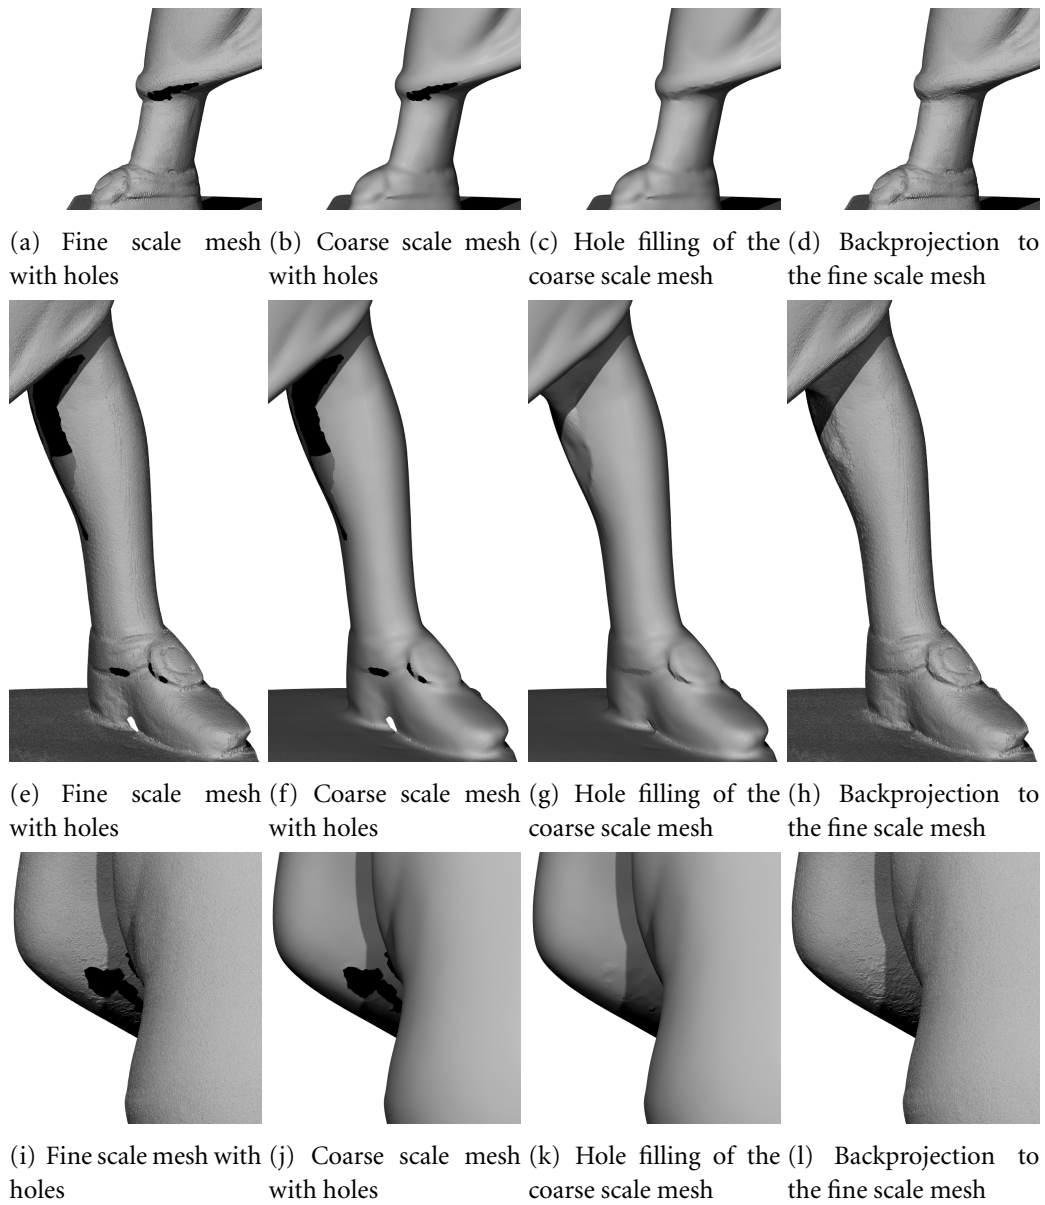 (a) Fine scale mesh with holes
(b) Coarse scale mesh with holes
(c) Hole filling of the coarse scale mesh
(d) Backprojection to the fine scale mesh
(e) Fine scale mesh with holes
(f) Coarse scale mesh with holes
(g) Hole filling of the coarse scale mesh
(h) Backprojection to the fine scale mesh
(i) Fine scale mesh with holes
(j) Coarse scale mesh with holes
(k) Hole filling of the coarse scale mesh
(l) Backprojection to the fine scale mesh